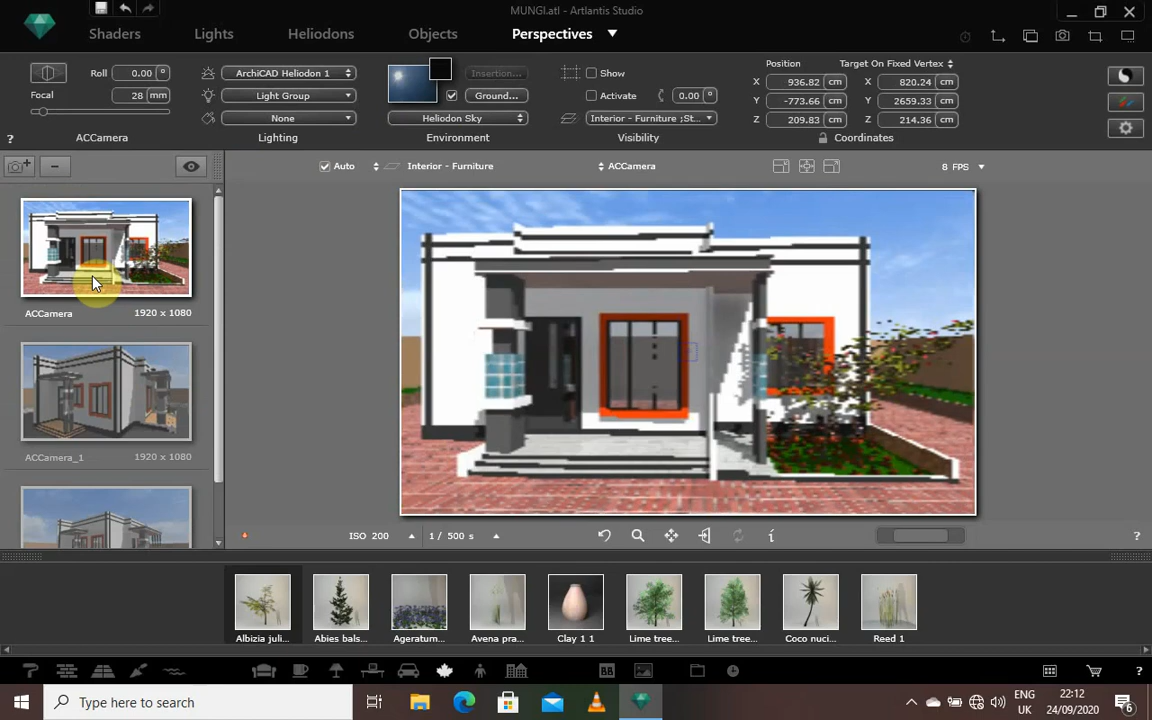 MUNGI.atl - Artlantis Studio
Shaders Lights Heliodons Objects Perspectives
Roll 0.00 °
Focal 28 mm
ACCamera
ArchiCAD Heliodon 1
Light Group
None
Lighting
Insertion...
Ground...
Heliodon Sky
Environment
Show
Activate 0.00 °
Interior - Furniture ;St...
Visibility
Position Target On Fixed Vertex
X 936.82 cm X 820.24 cm
Y -773.66 cm Y 2659.33 cm
Z 209.83 cm Z 214.36 cm
Coordinates
?
Auto Interior - Furniture ACCamera 8 FPS
ACCamera 1920 x 1080
ACCamera_1 1920 x 1080
ISO 200 1 / 500 s i ?
Albizia juli... Abies bals... Ageratum... Avena pra... Clay 1 1 Lime tree... Lime tree... Coco nuci... Reed 1
?
Type here to search
ENG
UK
22:12
24/09/2020
6